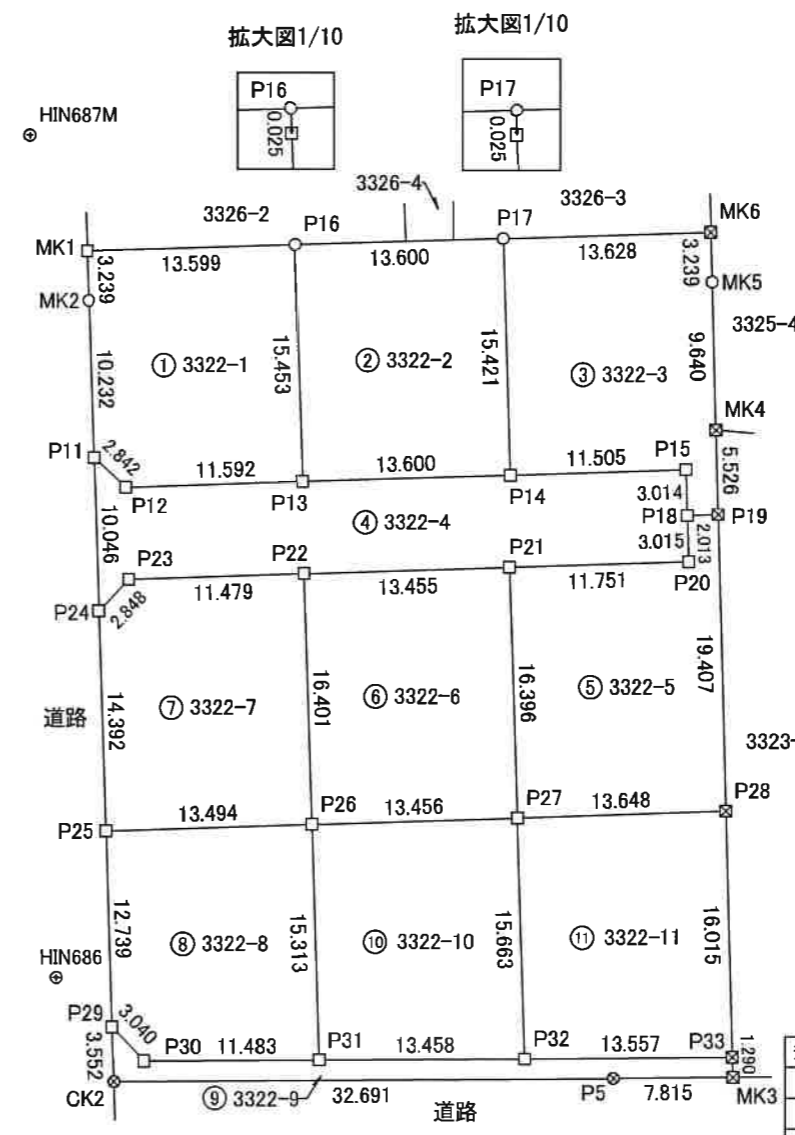 拡大図1/10 拡大図1/10
P16 P17
0.025 0.025
HIN687M
3326-4
3326-2 P16 P17 3326-3 MK6
MK1 13.599 13.600 13.628
3.239 3.239
MK2 MK5
3325-4
10.232 ① 3322-1 15.453 ② 3322-2 15.421 ③ 3322-3 9.640
MK4
P11 2.842 11.592 13.600 11.505 P15 5.526
P12 P13 P14 3.014
10.046 ④ 3322-4 P18 P19
P23 P22 P21 3.015 2.013
P24 2.848 11.479 13.455 11.751 P20
道路 14.392 ⑦ 3322-7 16.401 ⑥ 3322-6 16.396 ⑤ 3322-5 19.407
3323-
P25 13.494 P26 13.456 P27 13.648 P28
12.739 ⑧ 3322-8 15.313 ⑩ 3322-10 15.663 ⑪ 3322-11 16.015
HIN686
P29 3.040
3.552 P30 11.483 P31 13.458 P32 13.557 P33 1.290
CK2 ⑨ 3322-9 32.691 P5 7.815 MK3
道路